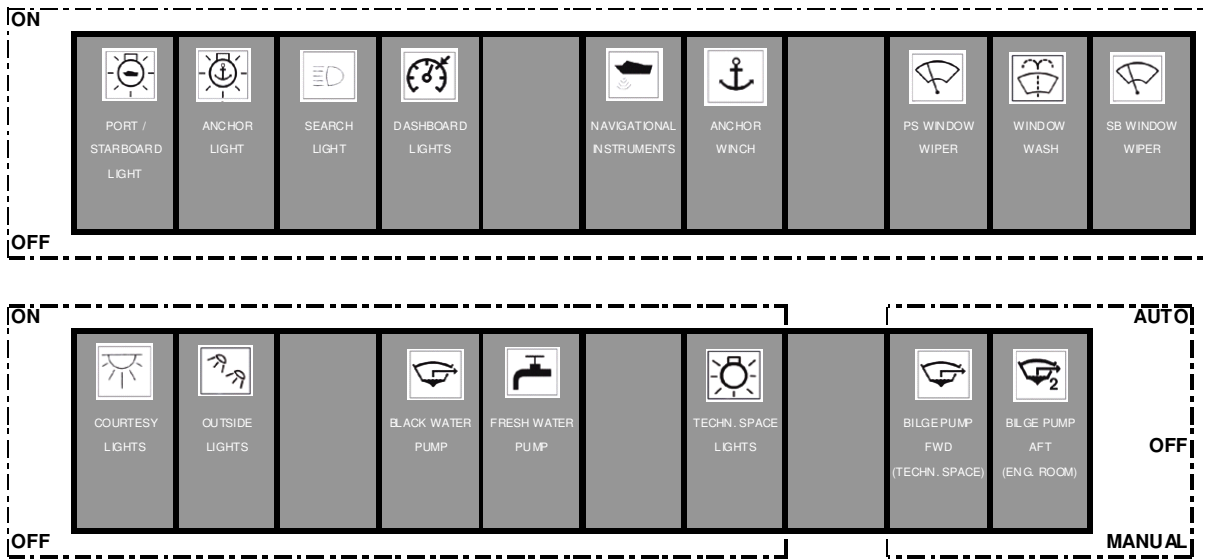 ON
PORT /
STARBOARD
LIGHT
ANCHOR
LIGHT
SEARCH
LIGHT
DASHBOARD
LIGHTS
NAVIGATIONAL
INSTRUMENTS
ANCHOR
WINCH
PS WINDOW
WIPER
WINDOW
WASH
SB WINDOW
WIPER
OFF
ON
AUTO
COURTESY
LIGHTS
OUTSIDE
LIGHTS
BLACK WATER
PUMP
FRESH WATER
PUMP
TECHN. SPACE
LIGHTS
BILGE PUMP
FWD
(TECHN. SPACE)
2
BILGE PUMP
AFT
(ENG. ROOM)
OFF
OFF
MANUAL